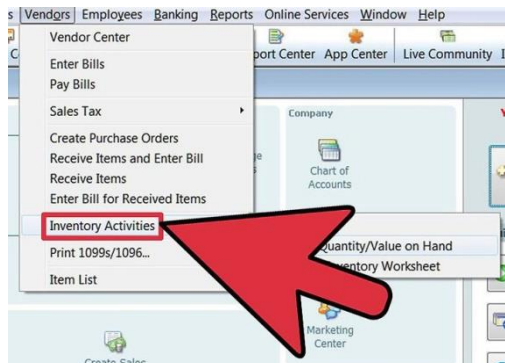 s Vendors Employees Banking Reports Online Services Window Help
Vendor Center
port Center App Center Live Community
Enter Bills
Pay Bills
Sales Tax
Company
Create Purchase Orders
Receive Items and Enter Bill
Receive Items
Chart of
Accounts
Enter Bill for Received Items
Inventory Activities
Quantity/Value on Hand
Print 1099s/1096...
Inventory Worksheet
Item List
Marketing
Center
Create Sales